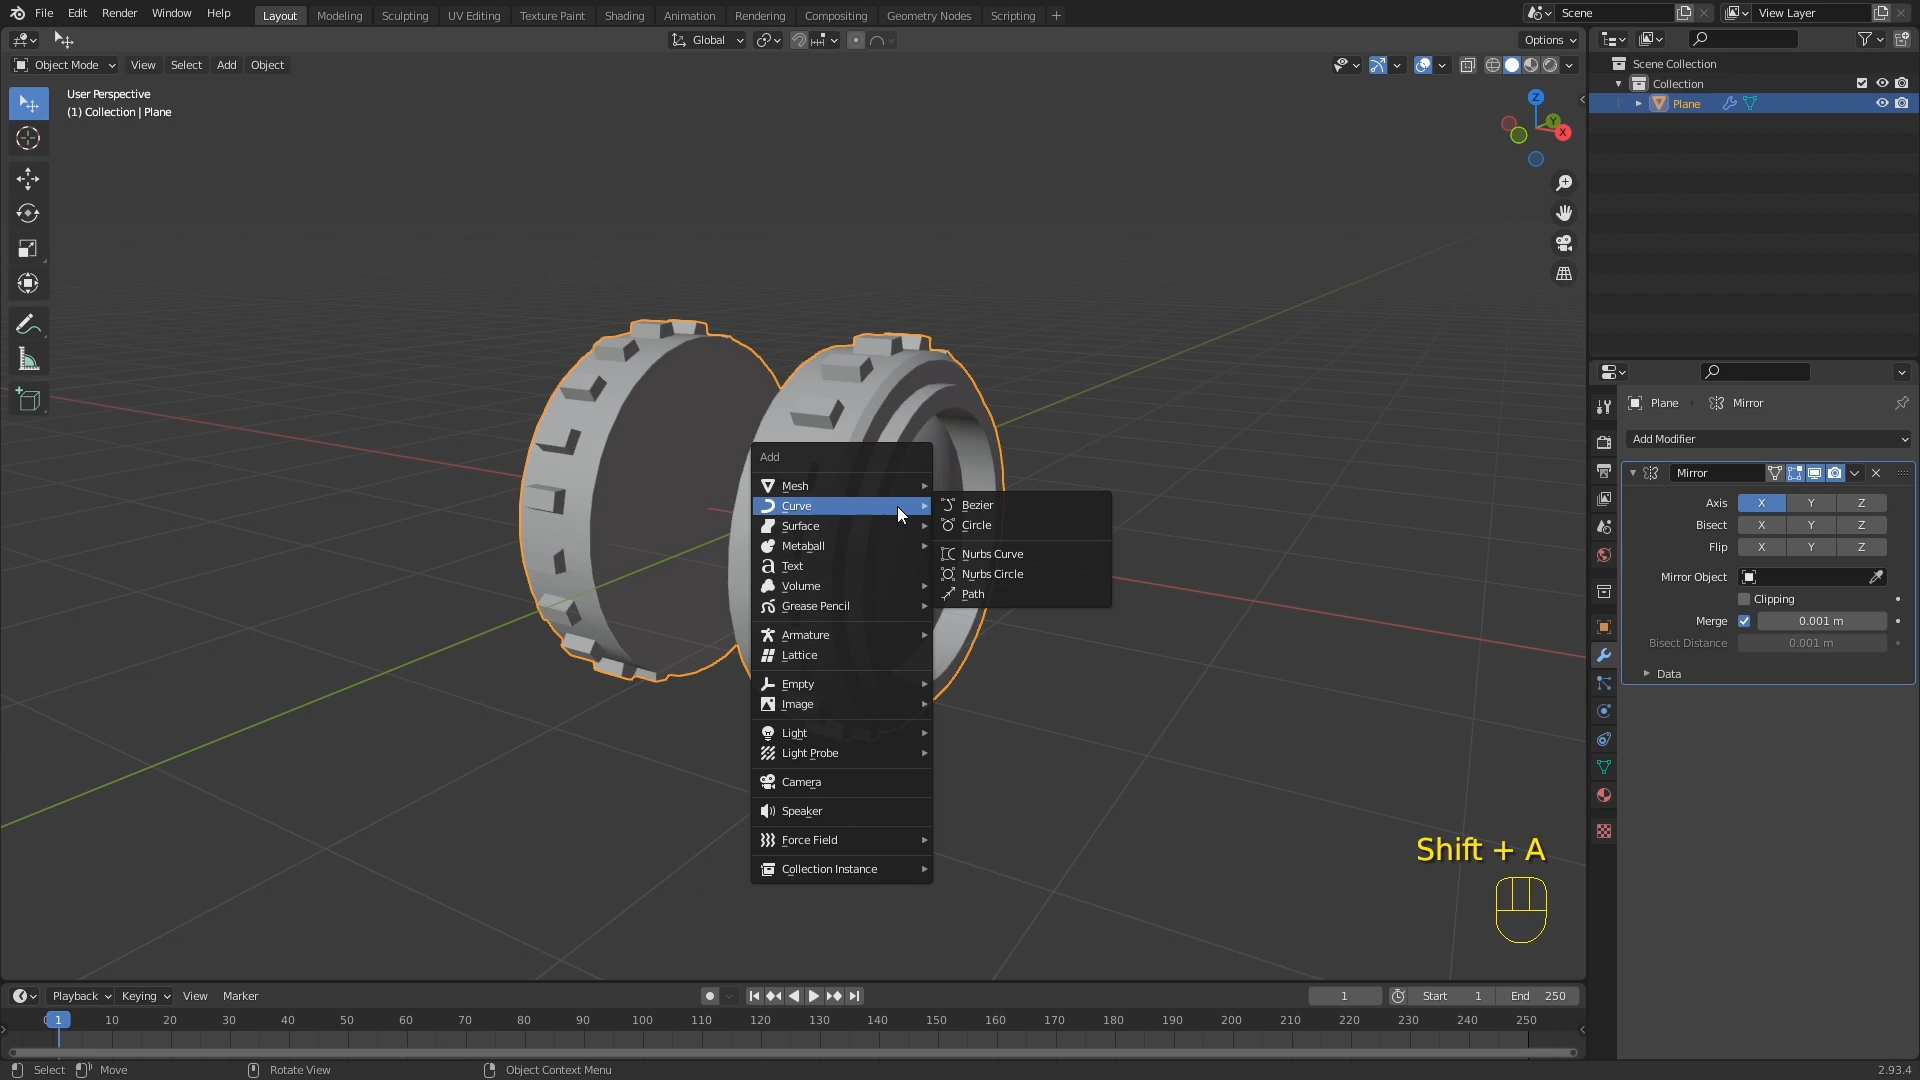 File Edit Render Window Help Layout Modeling Sculpting UV Editing Texture Paint Shading Animation Rendering Compositing Geometry Nodes Scripting + Scene View Layer
Global Options
Object Mode View Select Add Object
User Perspective
(1) Collection | Plane
Z
Y
X
Scene Collection
Collection
Plane
Plane Mirror
Add Modifier
Mirror
Axis X Y Z
Bisect X Y Z
Flip X Y Z
Mirror Object
Clipping
Merge 0.001 m
Bisect Distance 0.001 m
Data
Add
Mesh
Curve
Surface
Metaball
Text
Volume
Grease Pencil
Armature
Lattice
Empty
Image
Light
Light Probe
Camera
Speaker
Force Field
Collection Instance
Bezier
Circle
Nurbs Curve
Nurbs Circle
Path
Shift + A
Playback Keying View Marker 1 Start 1 End 250
1 10 20 30 40 50 60 70 80 90 100 110 120 130 140 150 160 170 180 190 200 210 220 230 240 250
Select Move Rotate View Object Context Menu 2.93.4